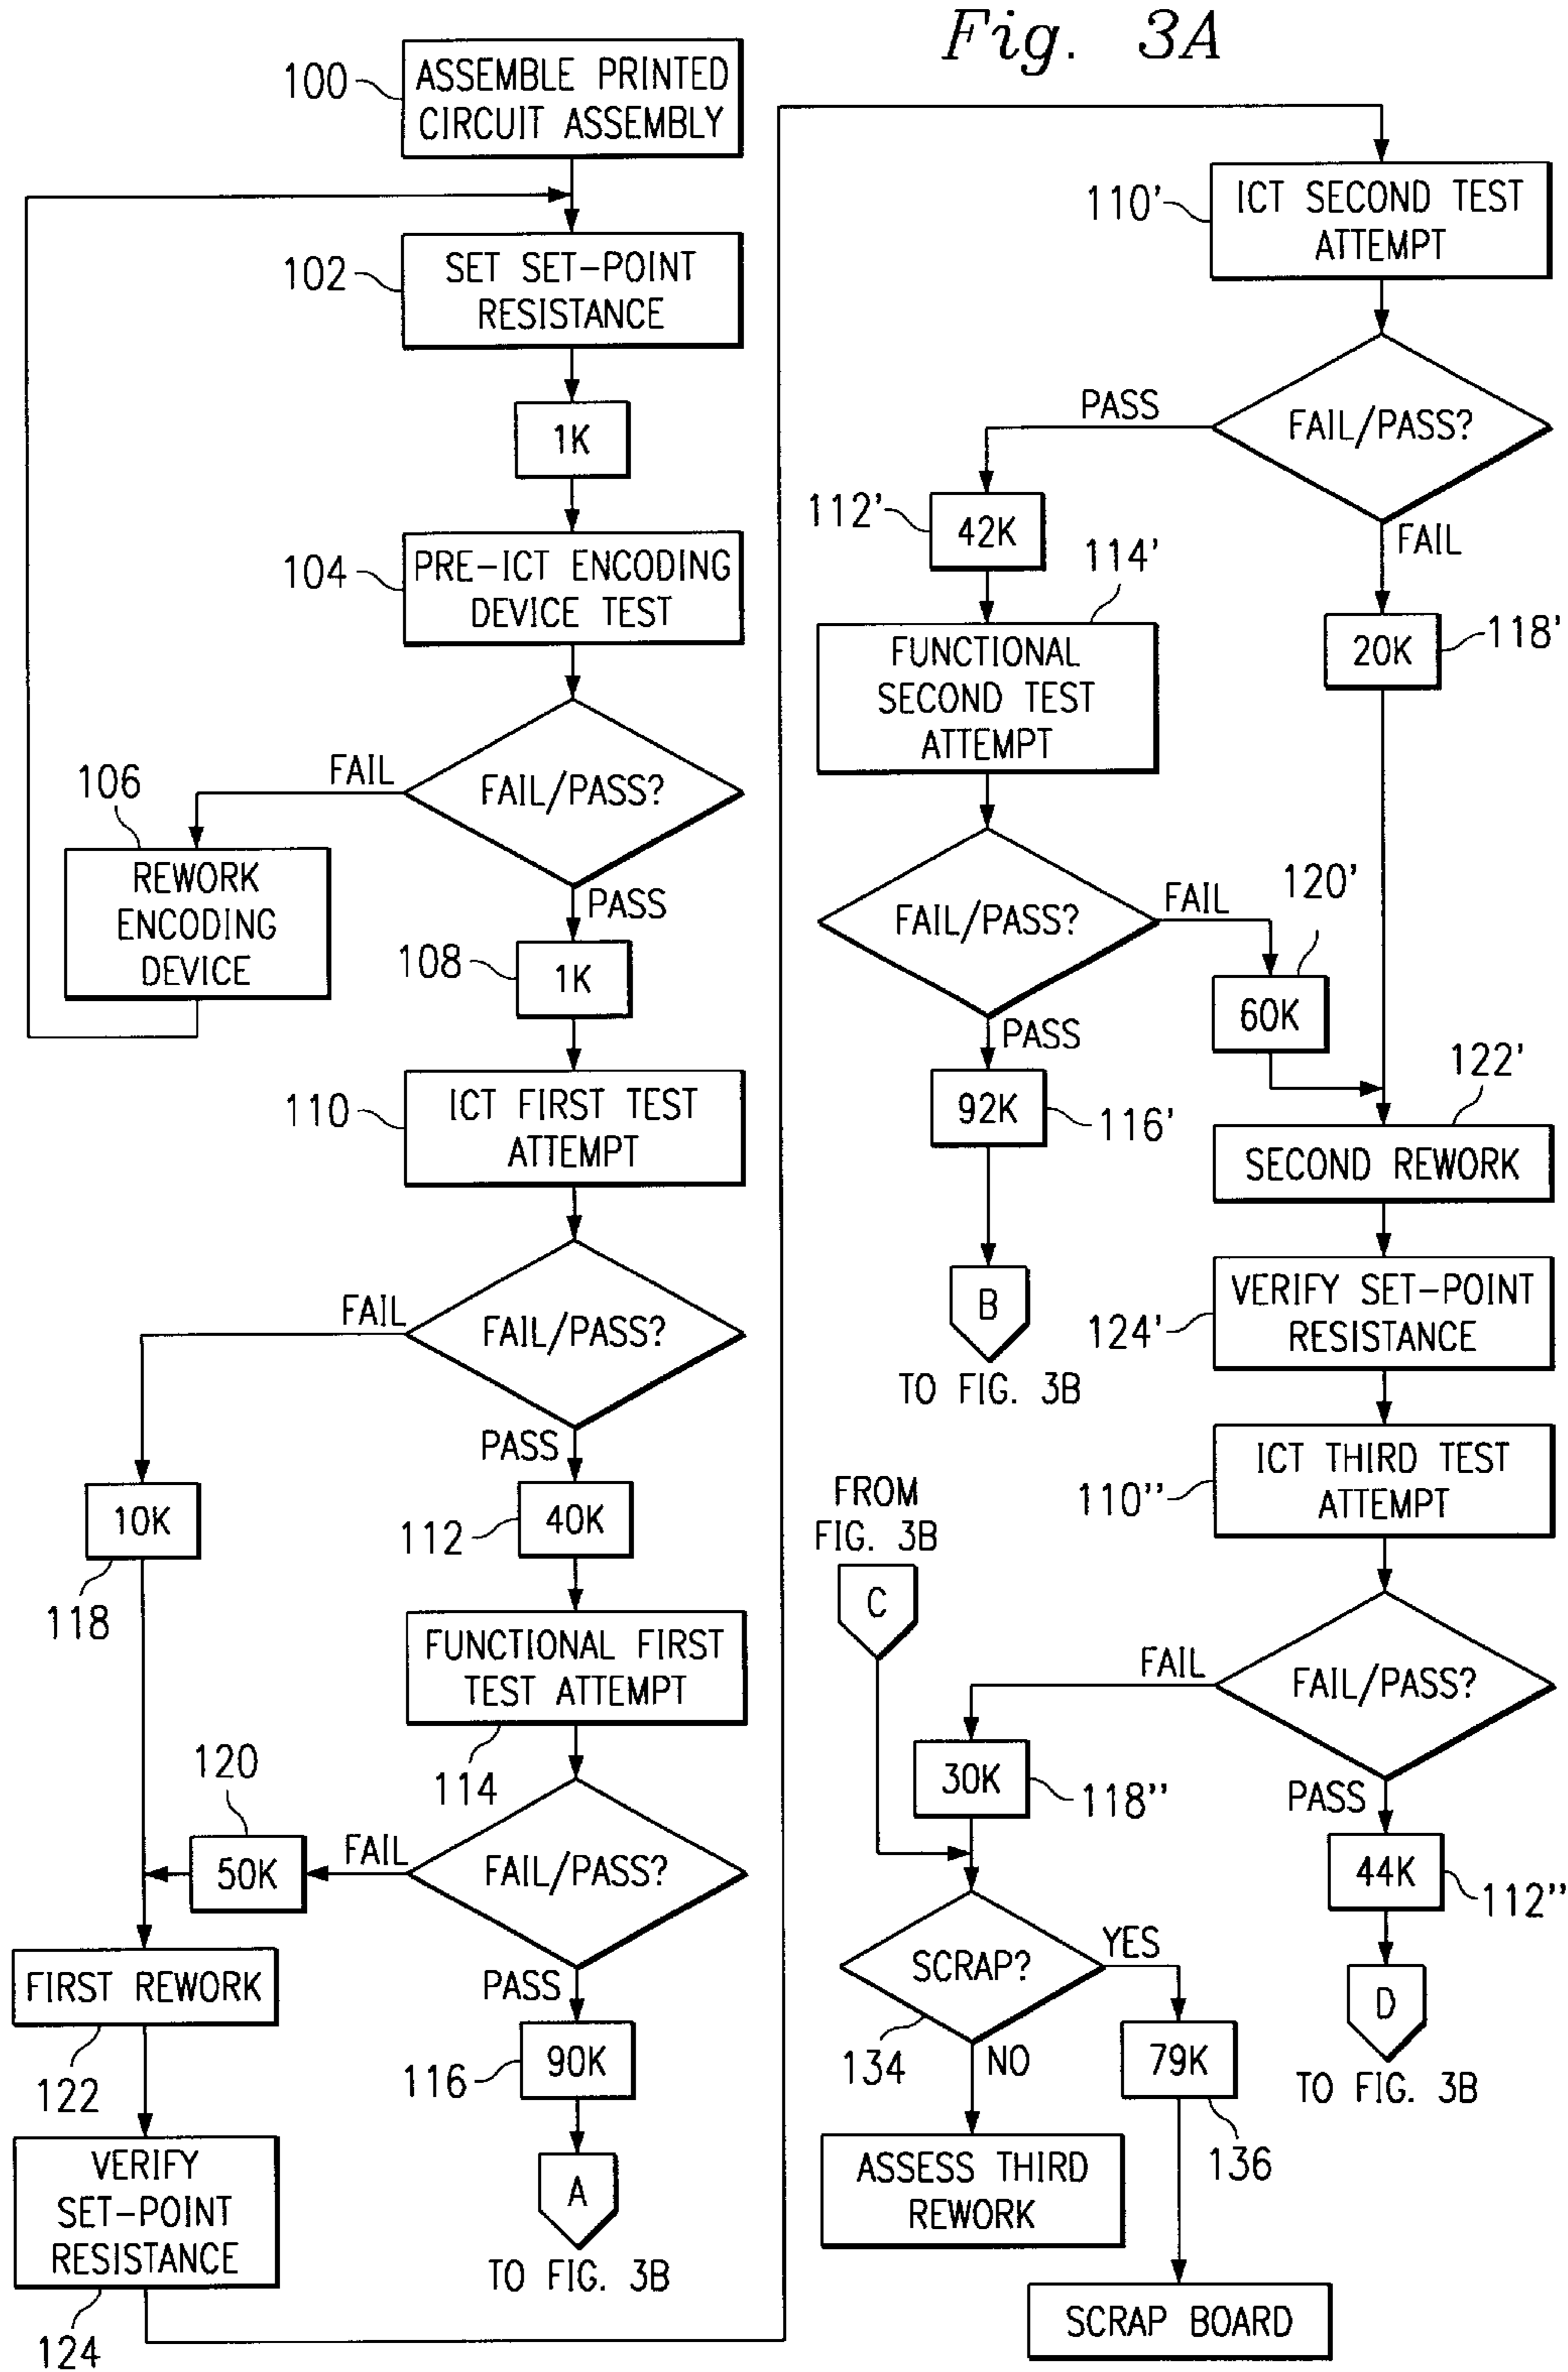 Fig. 3A
100
ASSEMBLE PRINTED
CIRCUIT ASSEMBLY
102
SET SET-POINT
RESISTANCE
1K
104
PRE-ICT ENCODING
DEVICE TEST
FAIL
FAIL/PASS?
106
REWORK
ENCODING
DEVICE
PASS
108
1K
110
ICT FIRST TEST
ATTEMPT
FAIL
FAIL/PASS?
PASS
10K
118
112
40K
FUNCTIONAL FIRST
TEST ATTEMPT
114
120
50K
FAIL
FAIL/PASS?
FIRST REWORK
122
PASS
116
90K
VERIFY
SET-POINT
RESISTANCE
124
A
TO FIG. 3B
110'
ICT SECOND TEST
ATTEMPT
PASS
FAIL/PASS?
FAIL
112'
42K
114'
FUNCTIONAL
SECOND TEST
ATTEMPT
20K
118'
FAIL/PASS?
FAIL
120'
60K
PASS
92K
116'
122'
SECOND REWORK
B
TO FIG. 3B
124'
VERIFY SET-POINT
RESISTANCE
110"
ICT THIRD TEST
ATTEMPT
FROM
FIG. 3B
C
FAIL
FAIL/PASS?
30K
118"
PASS
44K
112"
D
TO FIG. 3B
SCRAP?
YES
134
NO
79K
136
ASSESS THIRD
REWORK
SCRAP BOARD